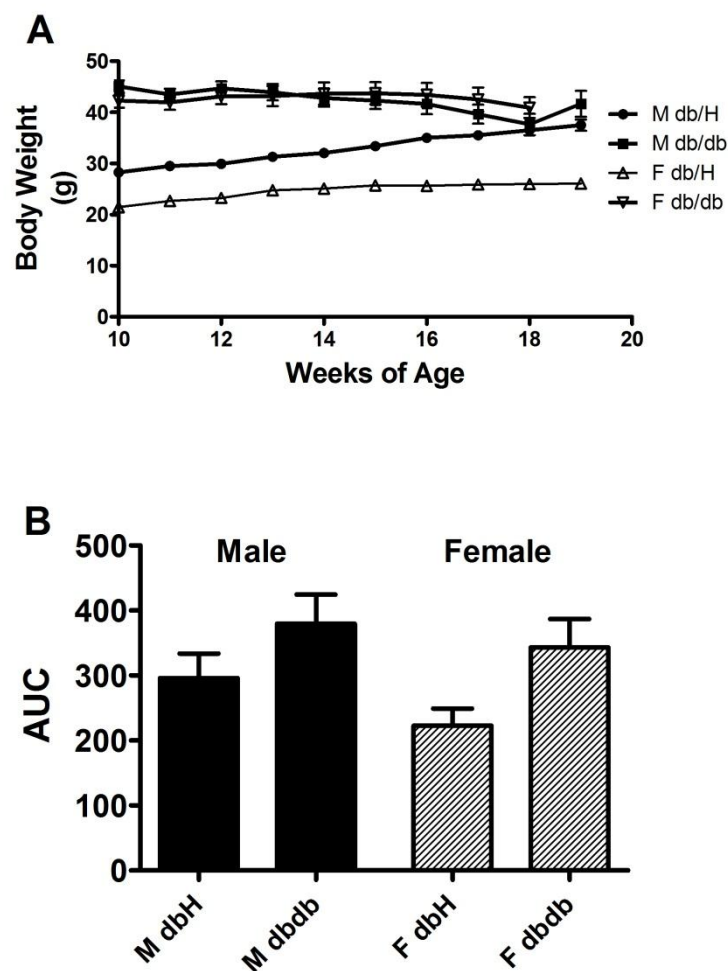 A
50
40
30
20
10
0
Body Weight
(g)
10 12 14 16 18 20
Weeks of Age
M db/H
M db/db
F db/H
F db/db
B
Male Female
500
400
300
200
100
0
AUC
M dbH
M dbdb
F dbH
F dbdb